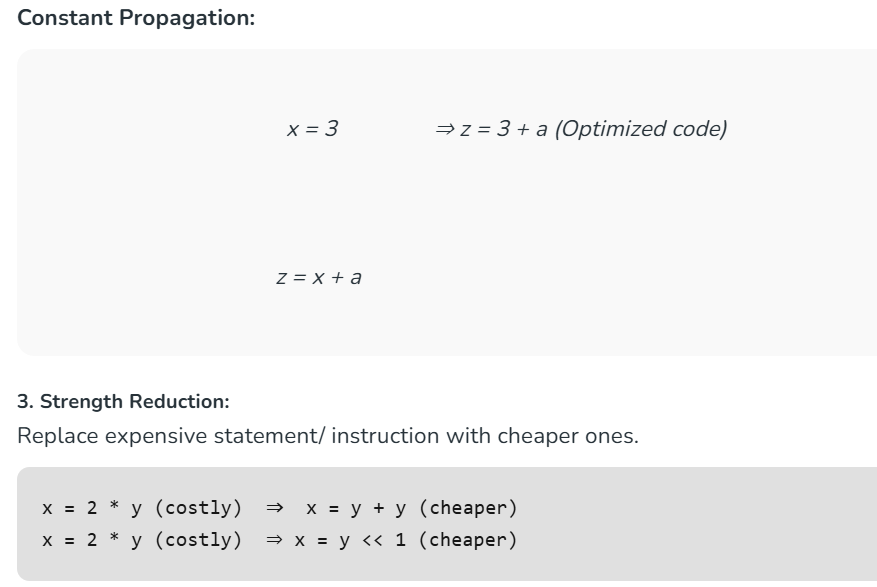 Constant Propagation:
x = 3 ⇒ z = 3 + a (Optimized code)
z = x + a
3. Strength Reduction:
Replace expensive statement/ instruction with cheaper ones.
x = 2 * y (costly)  ⇒  x = y + y (cheaper)
x = 2 * y (costly)  ⇒ x = y << 1 (cheaper)